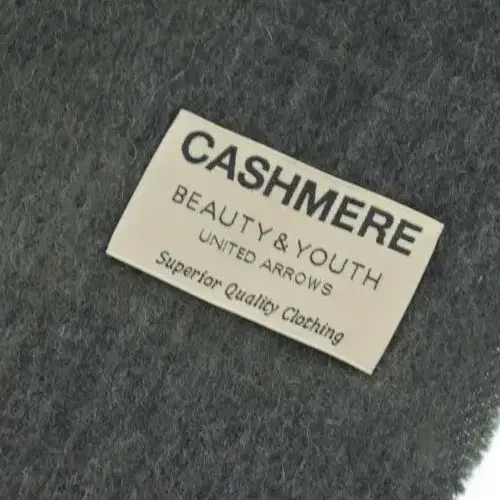 CASHMERE
BEAUTY & YOUTH
UNITED ARROWS
Superior Quality Clothing